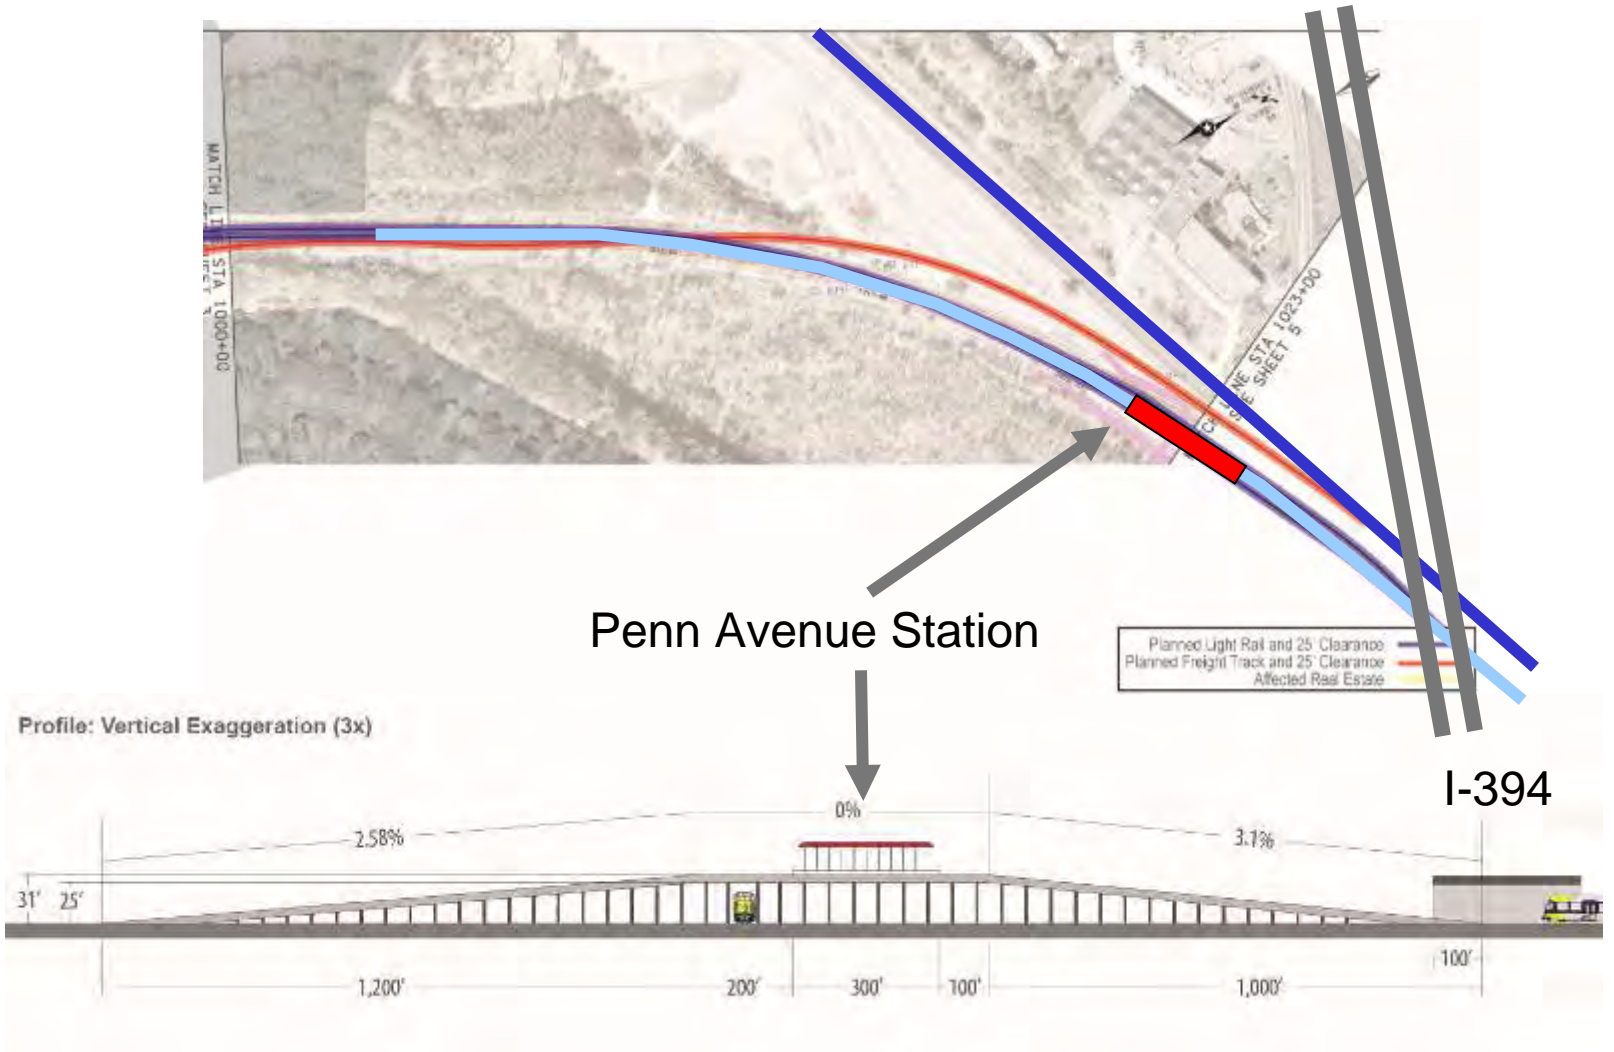 MATCH LINE STA 1000+00
STA 1023+00
SEE SHEET 5
Penn Avenue Station
Planned Light Rail and 25' Clearance
Planned Freight Track and 25' Clearance
Affected Real Estate
Profile: Vertical Exaggeration (3x)
I-394
0%
2.58%
3.1%
31'
25'
100'
1,200'
200'
300'
100'
1,000'